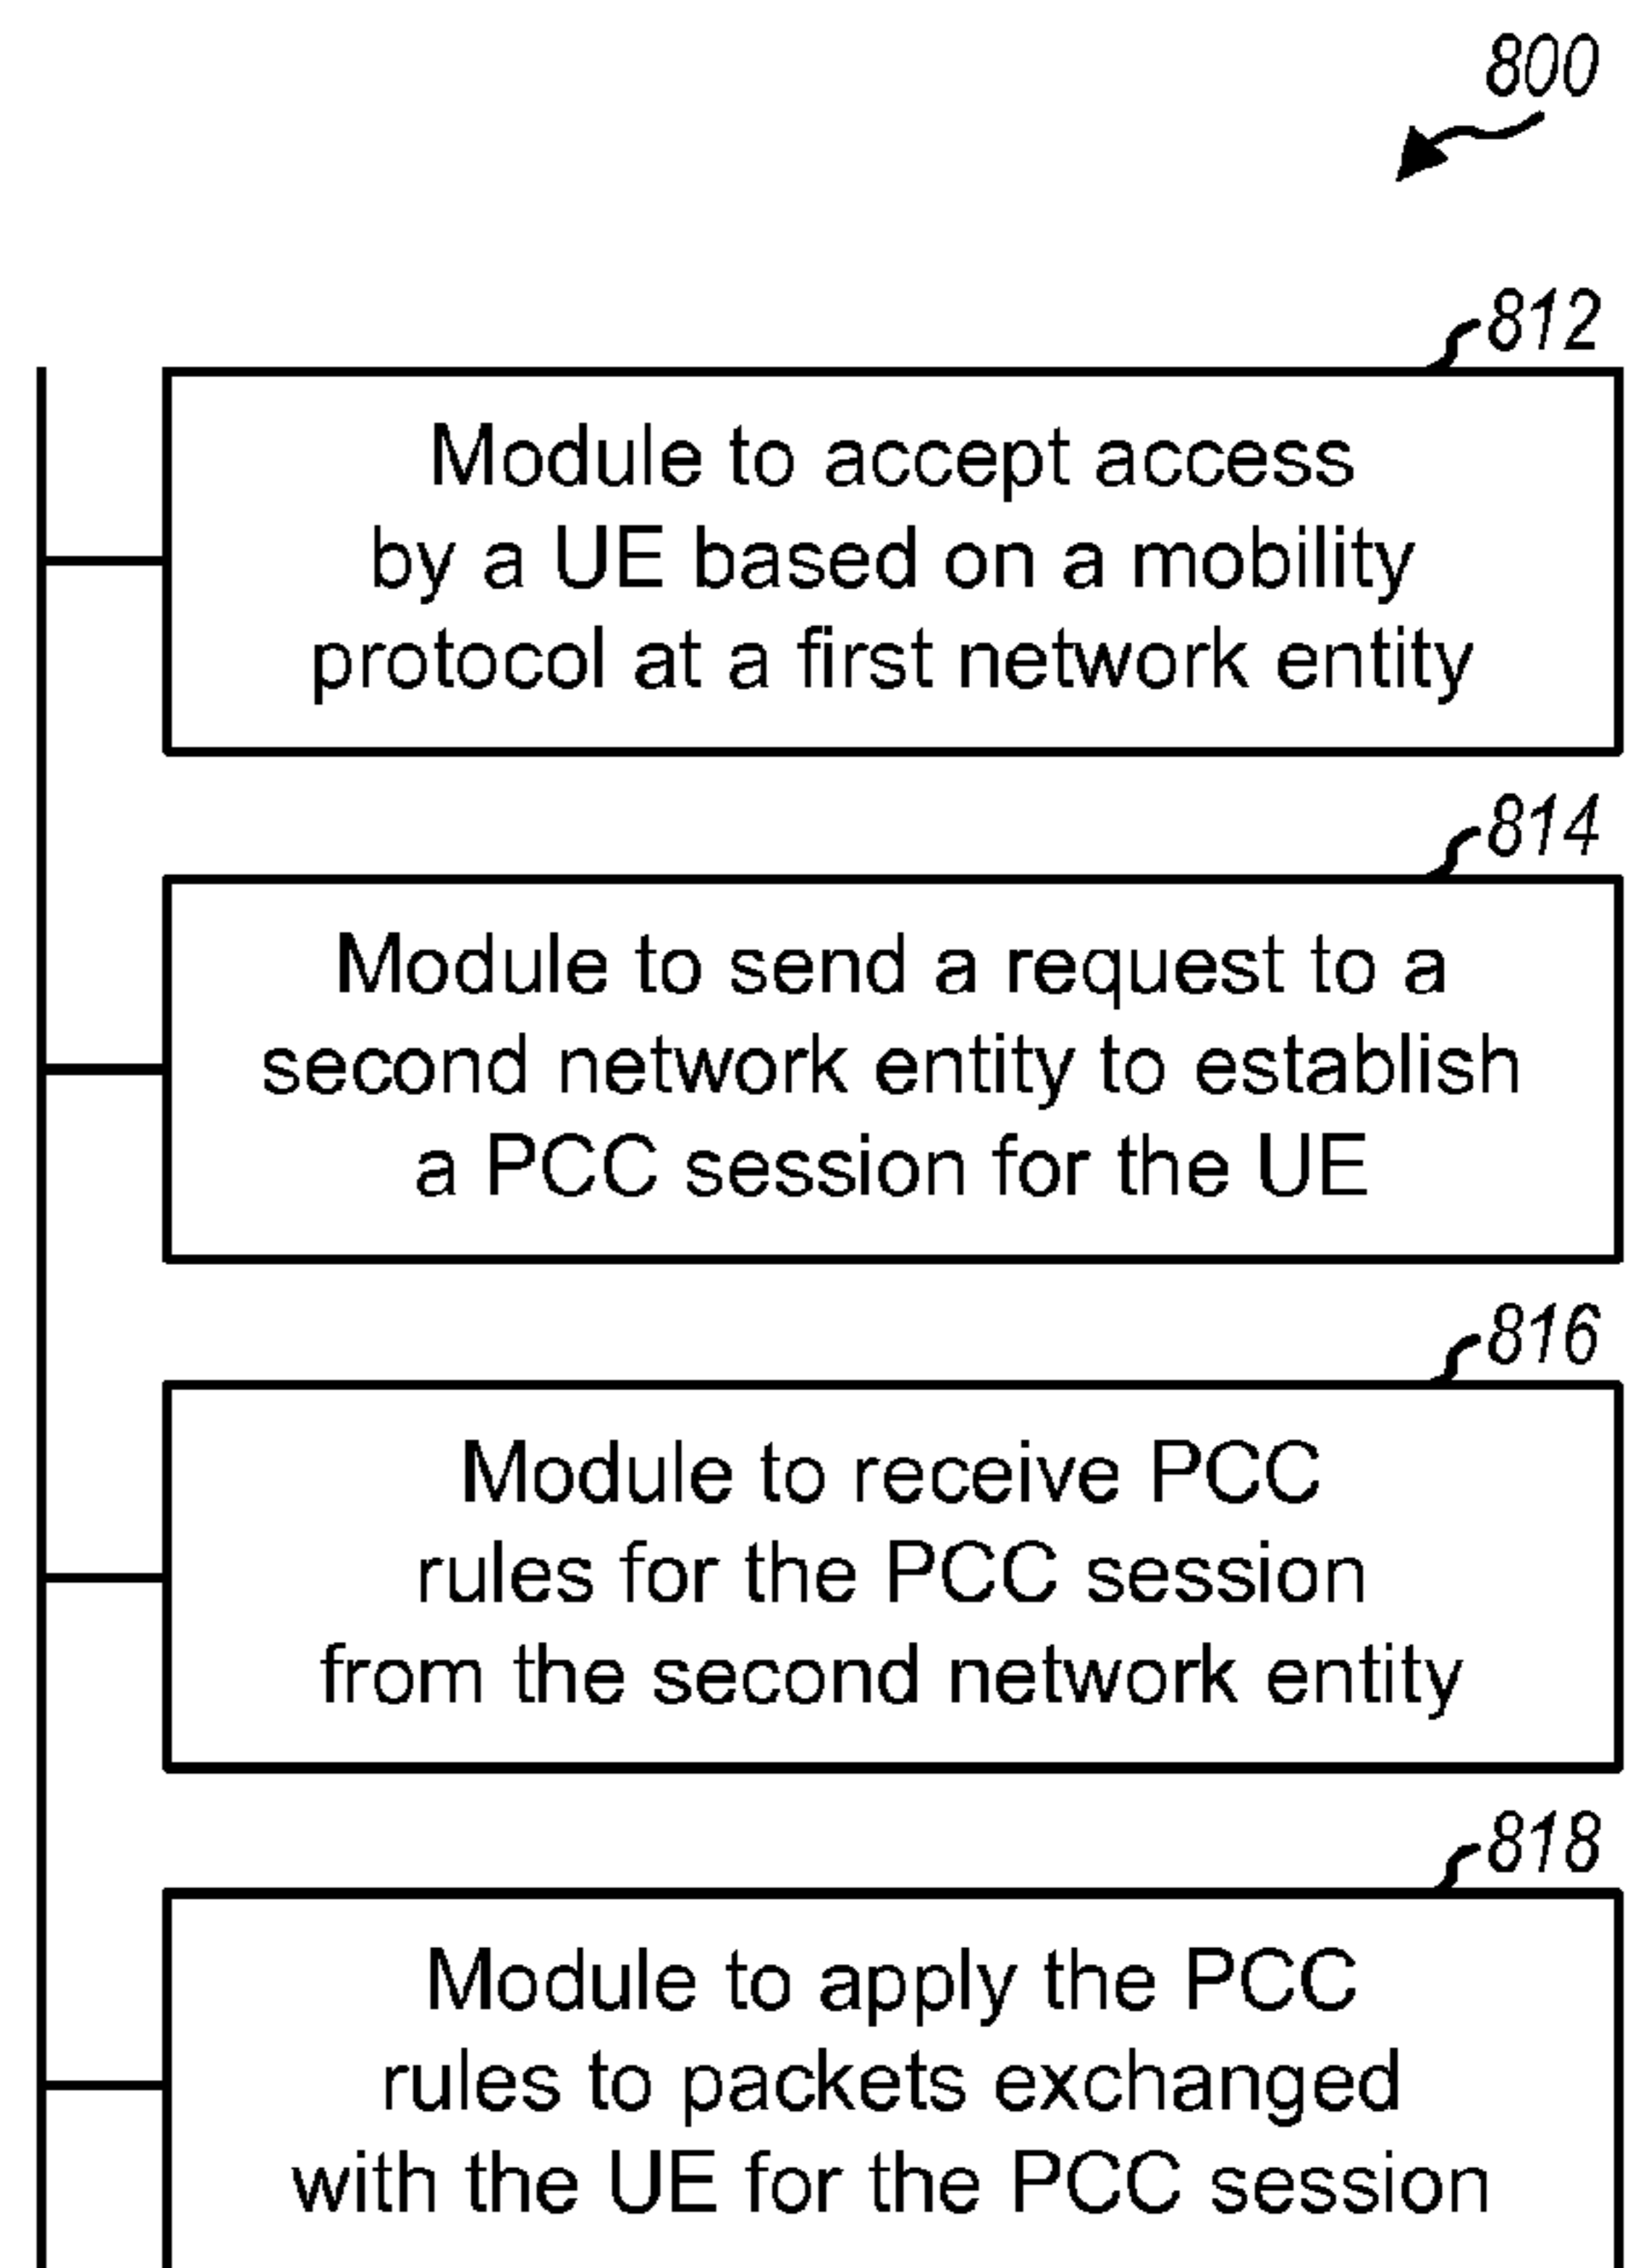 800
812
Module to accept access
by a UE based on a mobility
protocol at a first network entity
814
Module to send a request to a
second network entity to establish
a PCC session for the UE
816
Module to receive PCC
rules for the PCC session
from the second network entity
818
Module to apply the PCC
rules to packets exchanged
with the UE for the PCC session